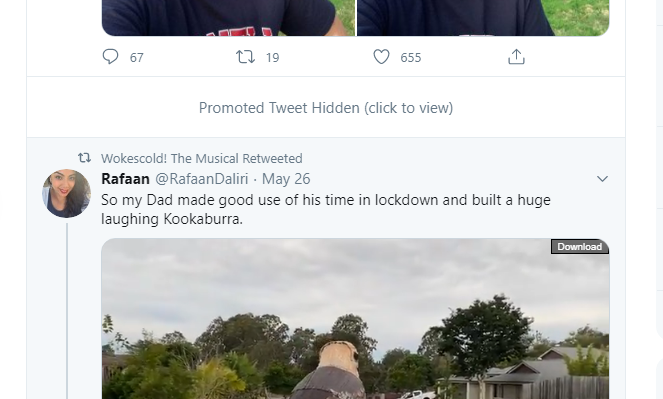 67 19 655
Promoted Tweet Hidden (click to view)
Wokescold! The Musical Retweeted
Rafaan @RafaanDaliri · May 26
So my Dad made good use of his time in lockdown and built a huge
laughing Kookaburra.
Download